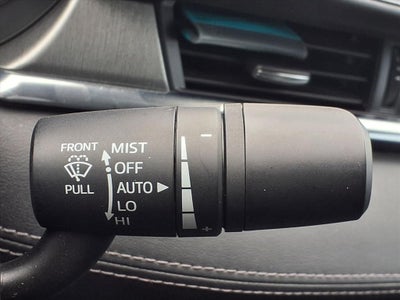 FRONT MIST
OFF
PULL AUTO
LO
HI
- 
+